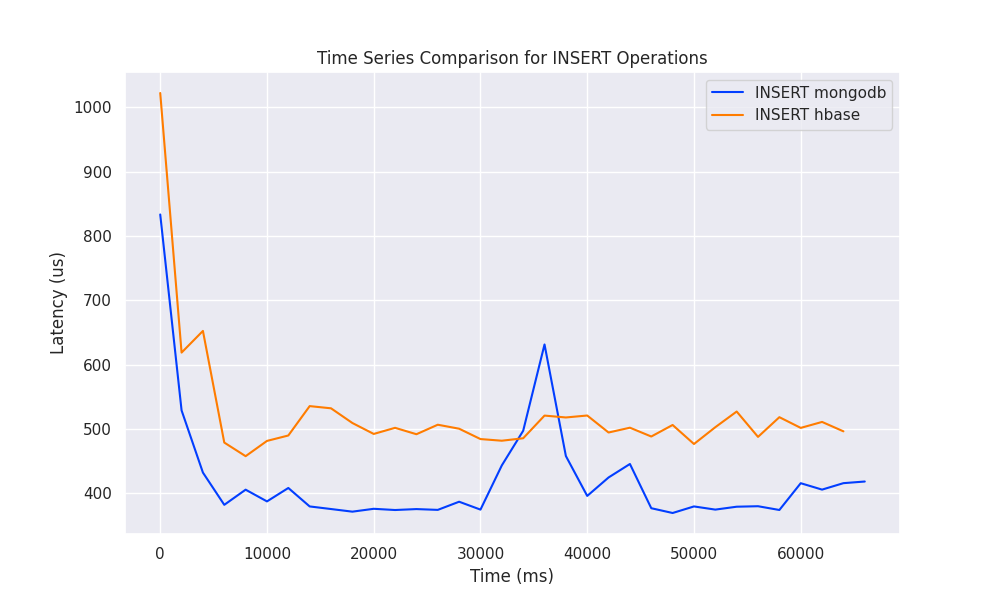 Time Series Comparison for INSERT Operations
INSERT mongodb
INSERT hbase
Latency (us)
1000
900
800
700
600
500
400
0 10000 20000 30000 40000 50000 60000
Time (ms)